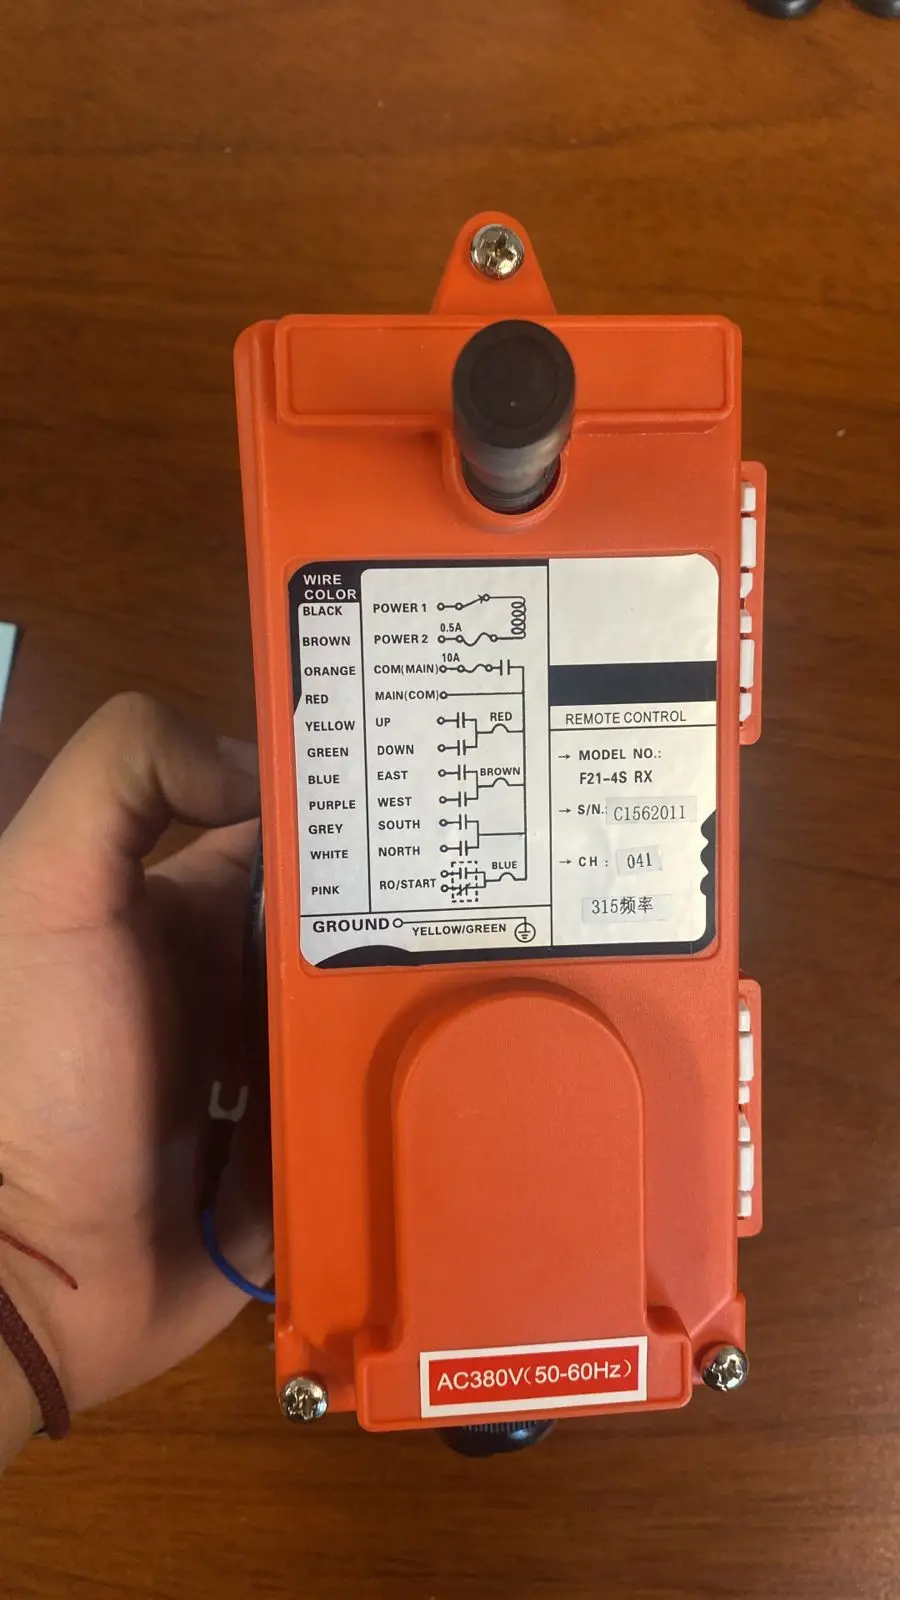 WIRE
COLOR
BLACK POWER 1
BROWN POWER 2 0.5A
ORANGE COM(MAIN) 10A
RED MAIN(COM)
YELLOW UP RED
GREEN DOWN
BLUE EAST BROWN
PURPLE WEST
GREY SOUTH
WHITE NORTH
PINK RO/START BLUE
GROUND YELLOW/GREEN
REMOTE CONTROL
→ MODEL NO.:
F21-4S RX
→ S/N.: C1562011
→ CH : 041
315频率
AC380V(50-60Hz)